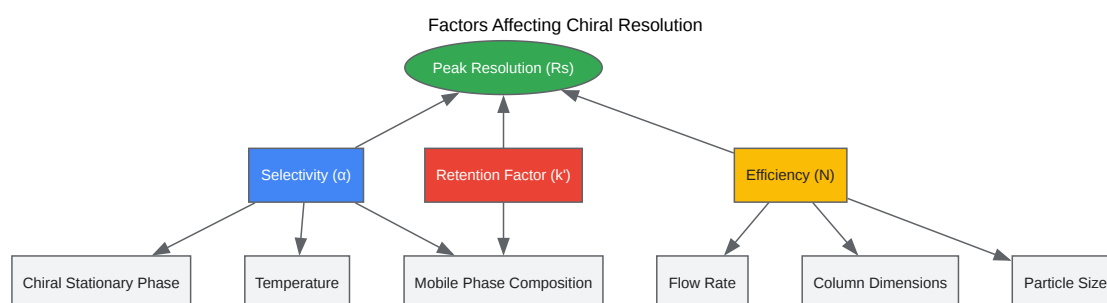 Factors Affecting Chiral Resolution
Peak Resolution (Rs)
Selectivity (α)
Retention Factor (k')
Efficiency (N)
Chiral Stationary Phase
Temperature
Mobile Phase Composition
Flow Rate
Column Dimensions
Particle Size